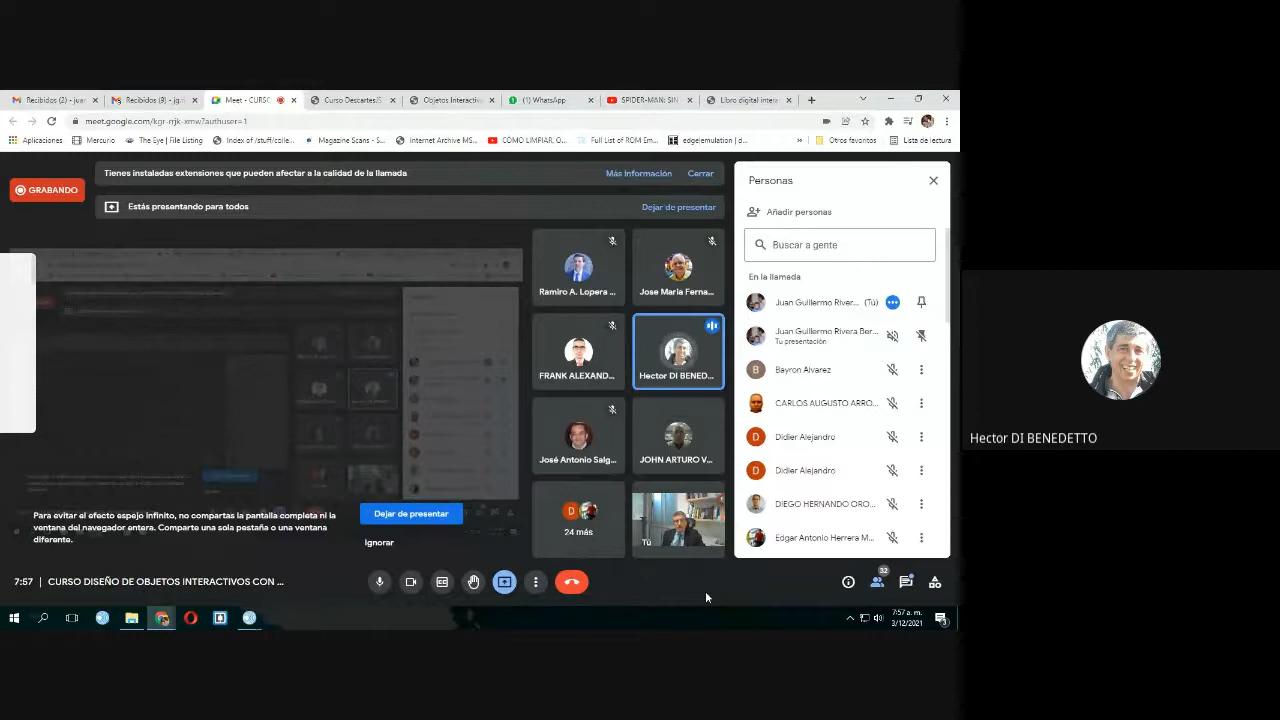 Recibidos (2) - juar
Recibidos (9) - jg.ri
Meet - CURSO
Curso Descartes.JS
Objetos Interactiv
(1) WhatsApp
SPIDER-MAN: SIN
Libro digital intera
meet.google.com/kgr-rrjk-xmw?authuser=1
Aplicaciones
Mercurio
The Eye | File Listing
Index of /stuff/colle...
Magazine Scans - S...
Internet Archive MS...
CÓMO LIMPIAR, O...
Full List of ROM Em...
edgelemulation | d...
»
Otros favoritos
Lista de lectura
GRABANDO
Tienes instaladas extensiones que pueden afectar a la calidad de la llamada
Más información
Cerrar
Estás presentando para todos
Dejar de presentar
Ramiro A. Lopera ...
Jose Maria Ferna...
FRANK ALEXAND...
Hector DI BENED...
José Antonio Salg...
JOHN ARTURO V...
D
24 más
Tú
Para evitar el efecto espejo infinito, no compartas la pantalla completa ni la
ventana del navegador entera. Comparte una sola pestaña o una ventana
diferente.
Dejar de presentar
Ignorar
Personas
Añadir personas
Buscar a gente
En la llamada
Juan Guillermo River... (Tú)
Juan Guillermo Rivera Ber...
Tu presentación
B
Bayron Alvarez
CARLOS AUGUSTO ARRO...
D
Didier Alejandro
D
Didier Alejandro
DIEGO HERNANDO ORO...
Edgar Antonio Herrera M...
7:57 | CURSO DISEÑO DE OBJETOS INTERACTIVOS CON ...
32
7:57 a. m.
3/12/2021
3
Hector DI BENEDETTO